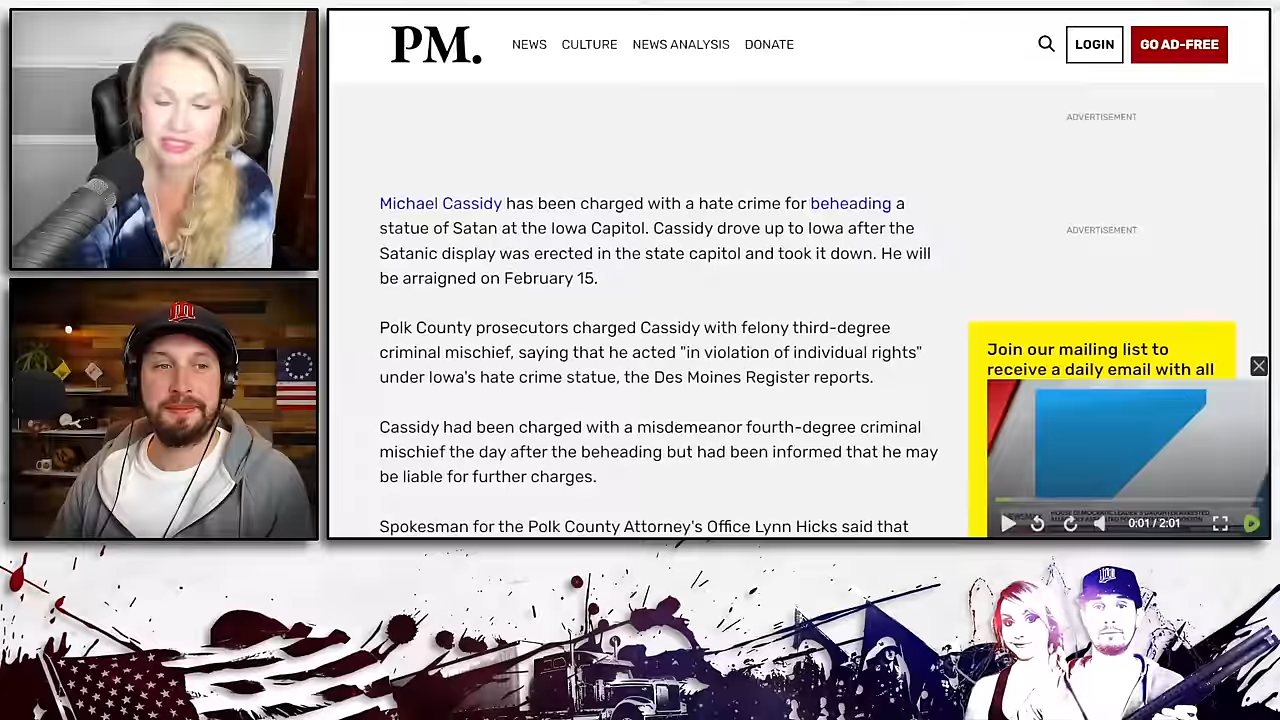 PM.
NEWS CULTURE NEWS ANALYSIS DONATE
LOGIN
GO AD-FREE
ADVERTISEMENT
Michael Cassidy has been charged with a hate crime for beheading a
statue of Satan at the Iowa Capitol. Cassidy drove up to Iowa after the
Satanic display was erected in the state capitol and took it down. He will
be arraigned on February 15.
ADVERTISEMENT
Polk County prosecutors charged Cassidy with felony third-degree
criminal mischief, saying that he acted "in violation of individual rights"
under Iowa's hate crime statue, the Des Moines Register reports.
Cassidy had been charged with a misdemeanor fourth-degree criminal
mischief the day after the beheading but had been informed that he may
be liable for further charges.
Spokesman for the Polk County Attorney's Office Lynn Hicks said that
Join our mailing list to
receive a daily email with all
0:01 / 2:01